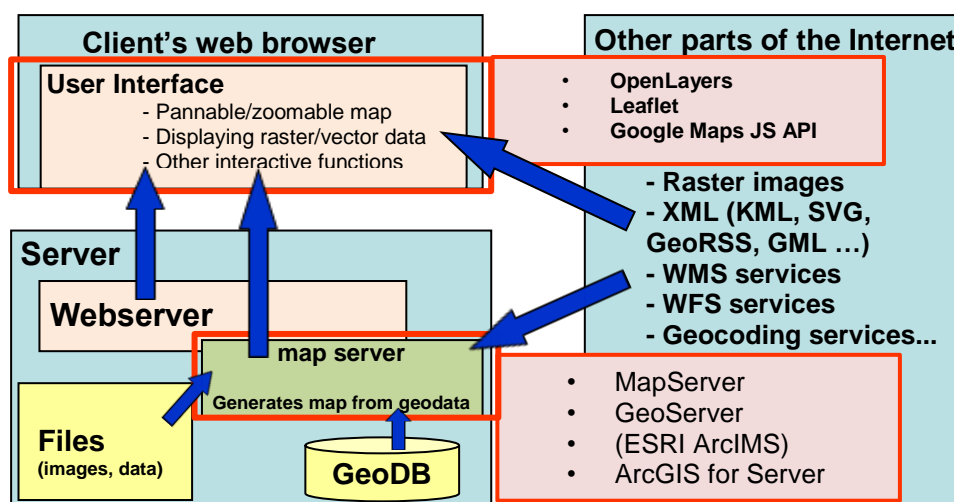 Client's web browser
User Interface
- Pannable/zoomable map
- Displaying raster/vector data
- Other interactive functions
Other parts of the Internet
• OpenLayers
• Leaflet
• Google Maps JS API
- Raster images
- XML (KML, SVG,
GeoRSS, GML ...)
- WMS services
- WFS services
- Geocoding services...
Server
Webserver
map server
Generates map from geodata
Files
(images, data)
GeoDB
• MapServer
• GeoServer
• (ESRI ArcIMS)
• ArcGIS for Server